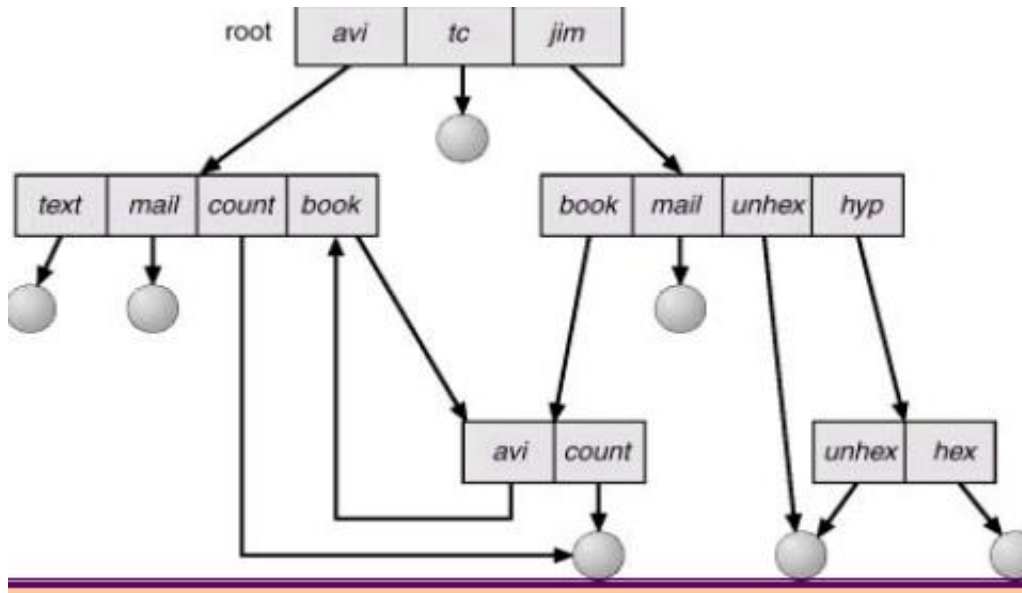 root avi tc jim
text mail count book book mail unhex hyp
avi count unhex hex